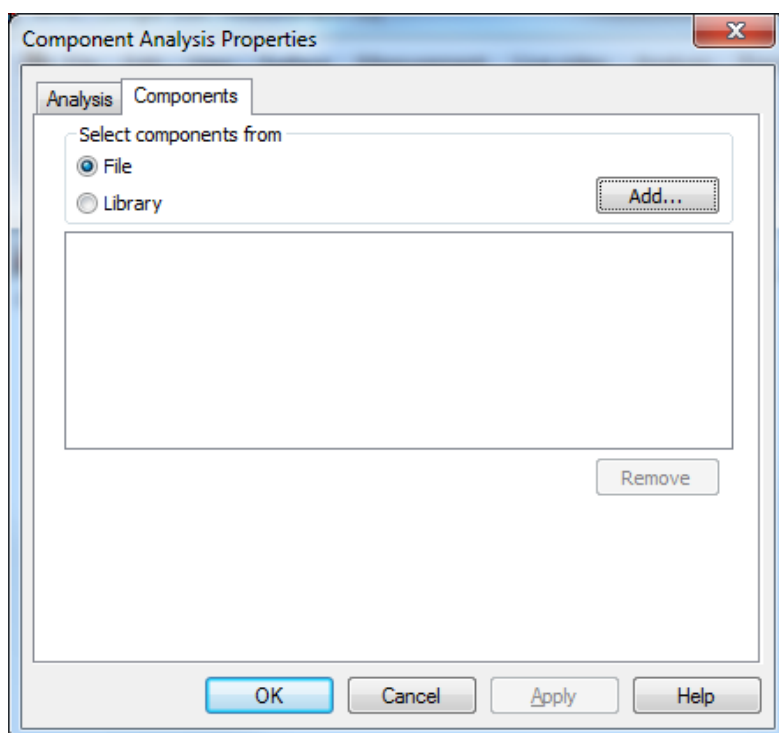 Component Analysis Properties
Analysis Components
Select components from
File
Library
Add...
Remove
OK Cancel Apply Help